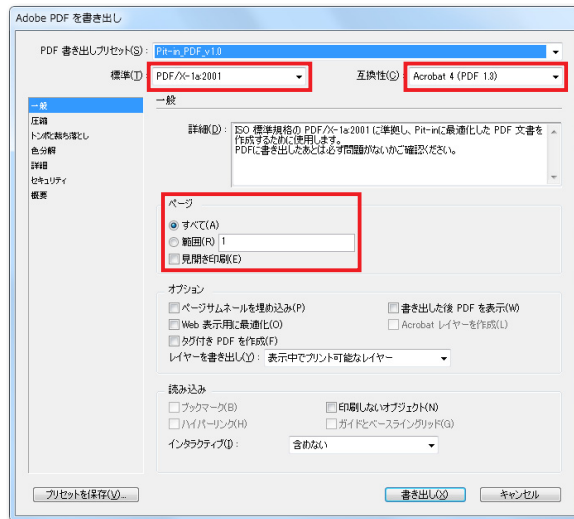 Adobe PDF を書き出し
PDF 書き出しプリセット(S): Pit-in_PDF_v1.0
標準(T): PDF/X-1a:2001 互換性(C): Acrobat 4 (PDF 1.3)
一般
圧縮
トンボと裁ち落とし
色分解
詳細
セキュリティ
概要
一般
詳細(D): ISO 標準規格の PDF/X-1a:2001 に準拠し、Pit-inに最適化した PDF 文書を
作成するために使用します。
PDFに書き出したあとは必ず問題がないかご確認ください。
ページ
すべて(A)
範囲(R) 1
見開き印刷(E)
オプション
ページサムネールを埋め込み(P) 書き出した後 PDF を表示(W)
Web 表示用に最適化(O) Acrobat レイヤーを作成(L)
タグ付き PDF を作成(F)
レイヤーを書き出し(Y): 表示中でプリント可能なレイヤー
読み込み
ブックマーク(B) 印刷しないオブジェクト(N)
ハイパーリンク(H) ガイドとベースライングリッド(G)
インタラクティブ(I): 含めない
プリセットを保存(V)... 書き出し(X) キャンセル